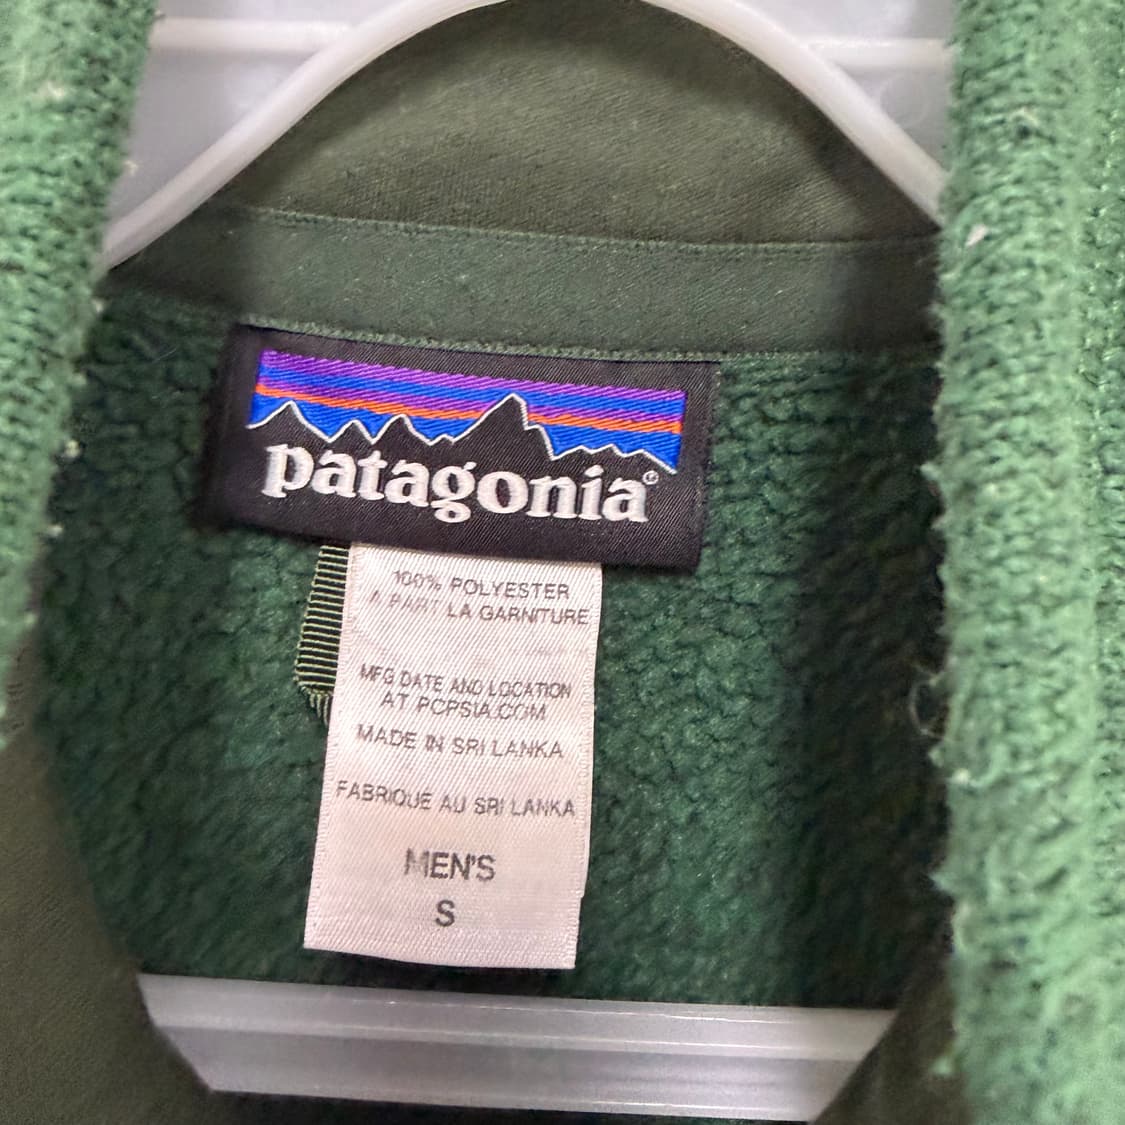 patagonia®
100% POLYESTER
A PART LA GARNITURE
MFG DATE AND LOCATION
AT PCPSIA.COM
MADE IN SRI LANKA
FABRIQUE AU SRI LANKA
MEN'S
S